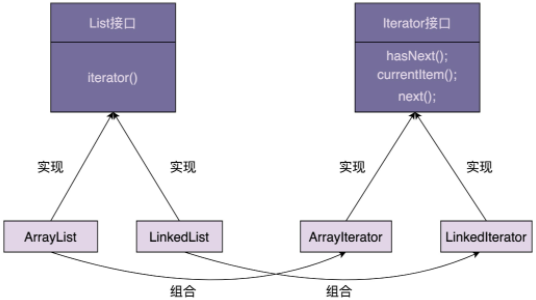 List接口
iterator()
Iterator接口
hasNext();
currentItem();
next();
实现
实现
实现
实现
ArrayList
LinkedList
ArrayIterator
LinkedIterator
组合
组合